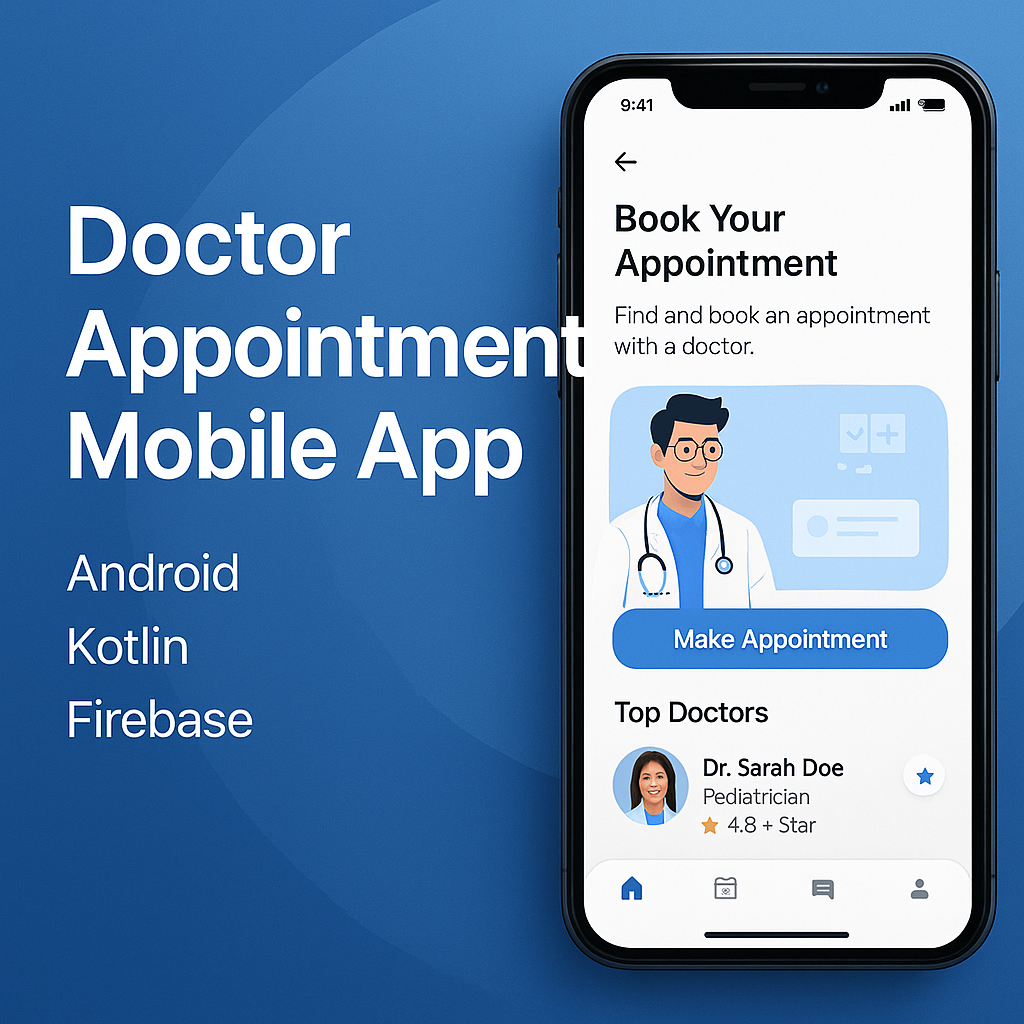 Doctor
Appointment
Mobile App
Android
Kotlin
Firebase
9:41
Book Your
Appointment
Find and book an appointment
with a doctor.
Make Appointment
Top Doctors
Dr. Sarah Doe
Pediatrician
4.8 + Star